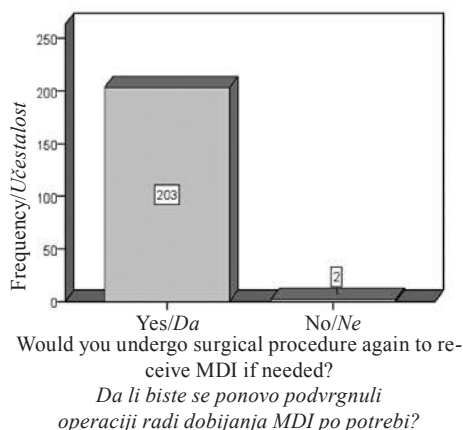 250
200
150
100
50
0
Frequency/Učestalost
203
2
Yes/Da
No/Ne
Would you undergo surgical procedure again to re-
ceive MDI if needed?
Da li biste se ponovo podvrgnuli
operaciji radi dobijanja MDI po potrebi?